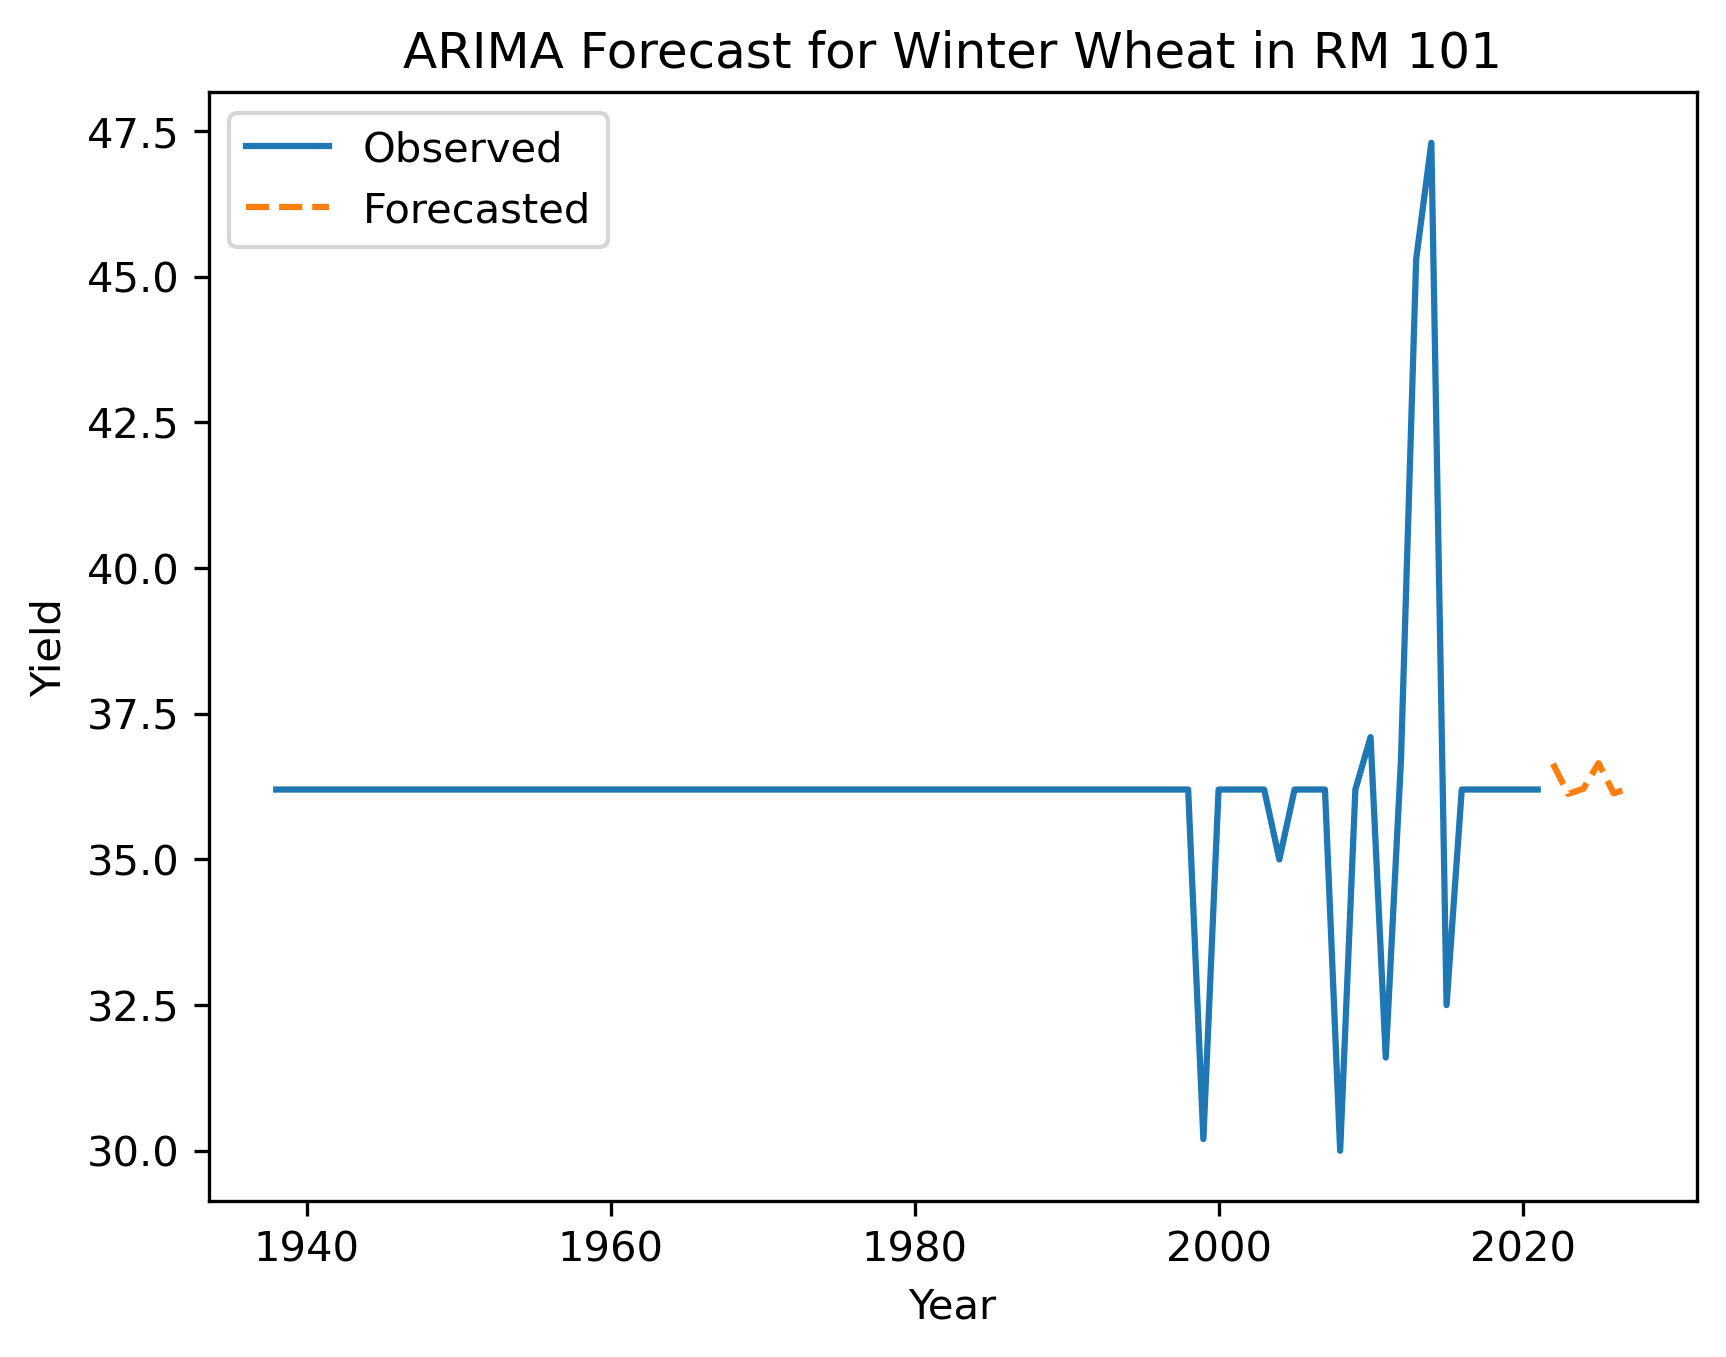 ARIMA Forecast for Winter Wheat in RM 101
Observed
Forecasted
47.5
45.0
42.5
40.0
37.5
35.0
32.5
30.0
Yield
1940 1960 1980 2000 2020
Year